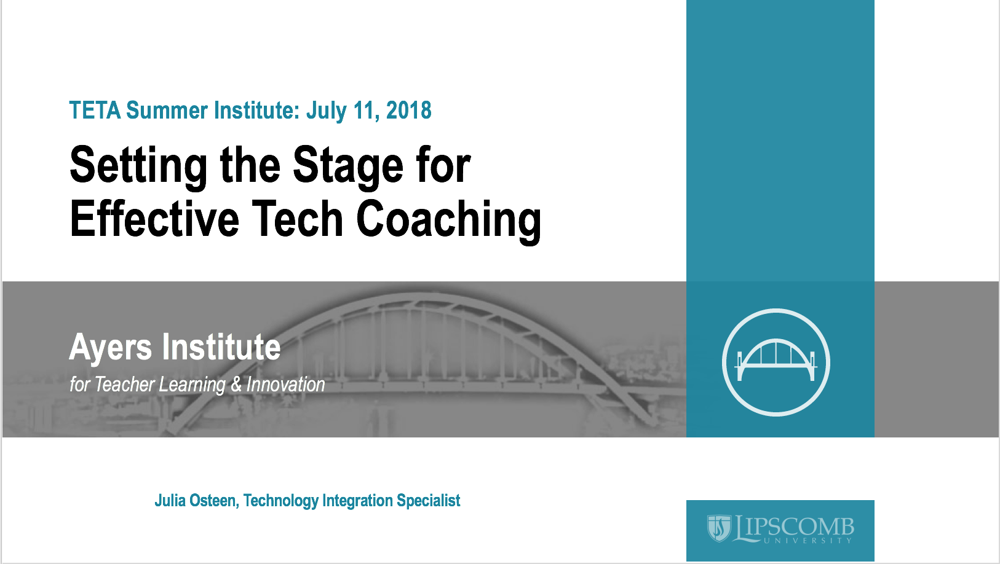 TETA Summer Institute: July 11, 2018
Setting the Stage for
Effective Tech Coaching
Ayers Institute
for Teacher Learning & Innovation
Julia Osteen, Technology Integration Specialist
LIPSCOMB
UNIVERSITY